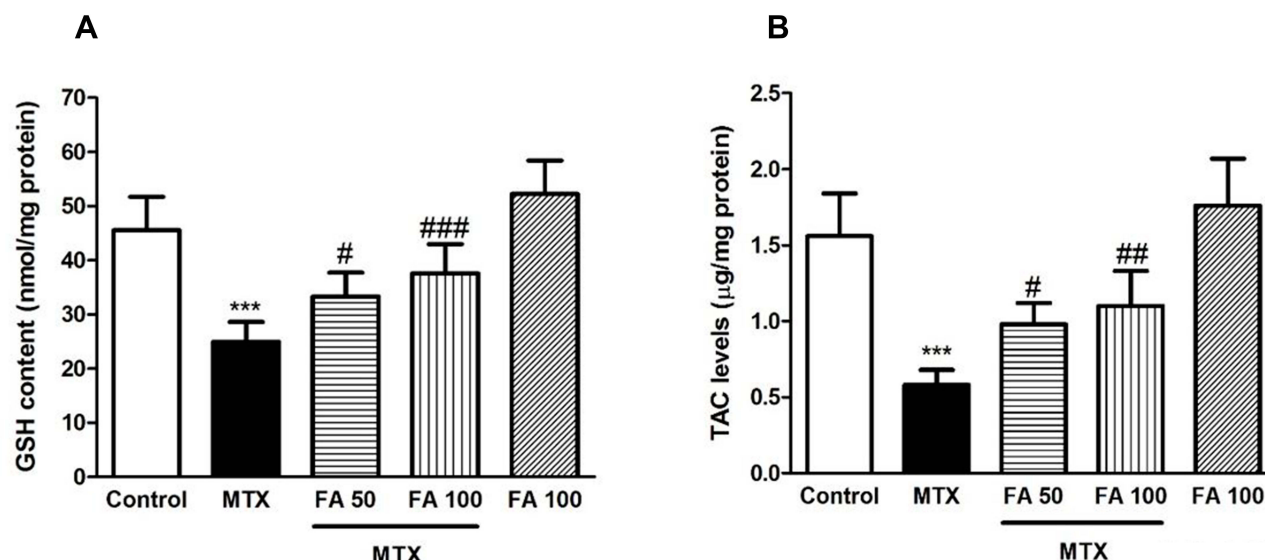 A
GSH content (nmol/mg protein)
70
60
50
40
30
20
10
0
***
#
###
Control MTX FA 50 FA 100 FA 100
MTX
B
TAC levels (µg/mg protein)
2.5
2.0
1.5
1.0
0.5
0.0
***
#
##
Control MTX FA 50 FA 100 FA 100
MTX